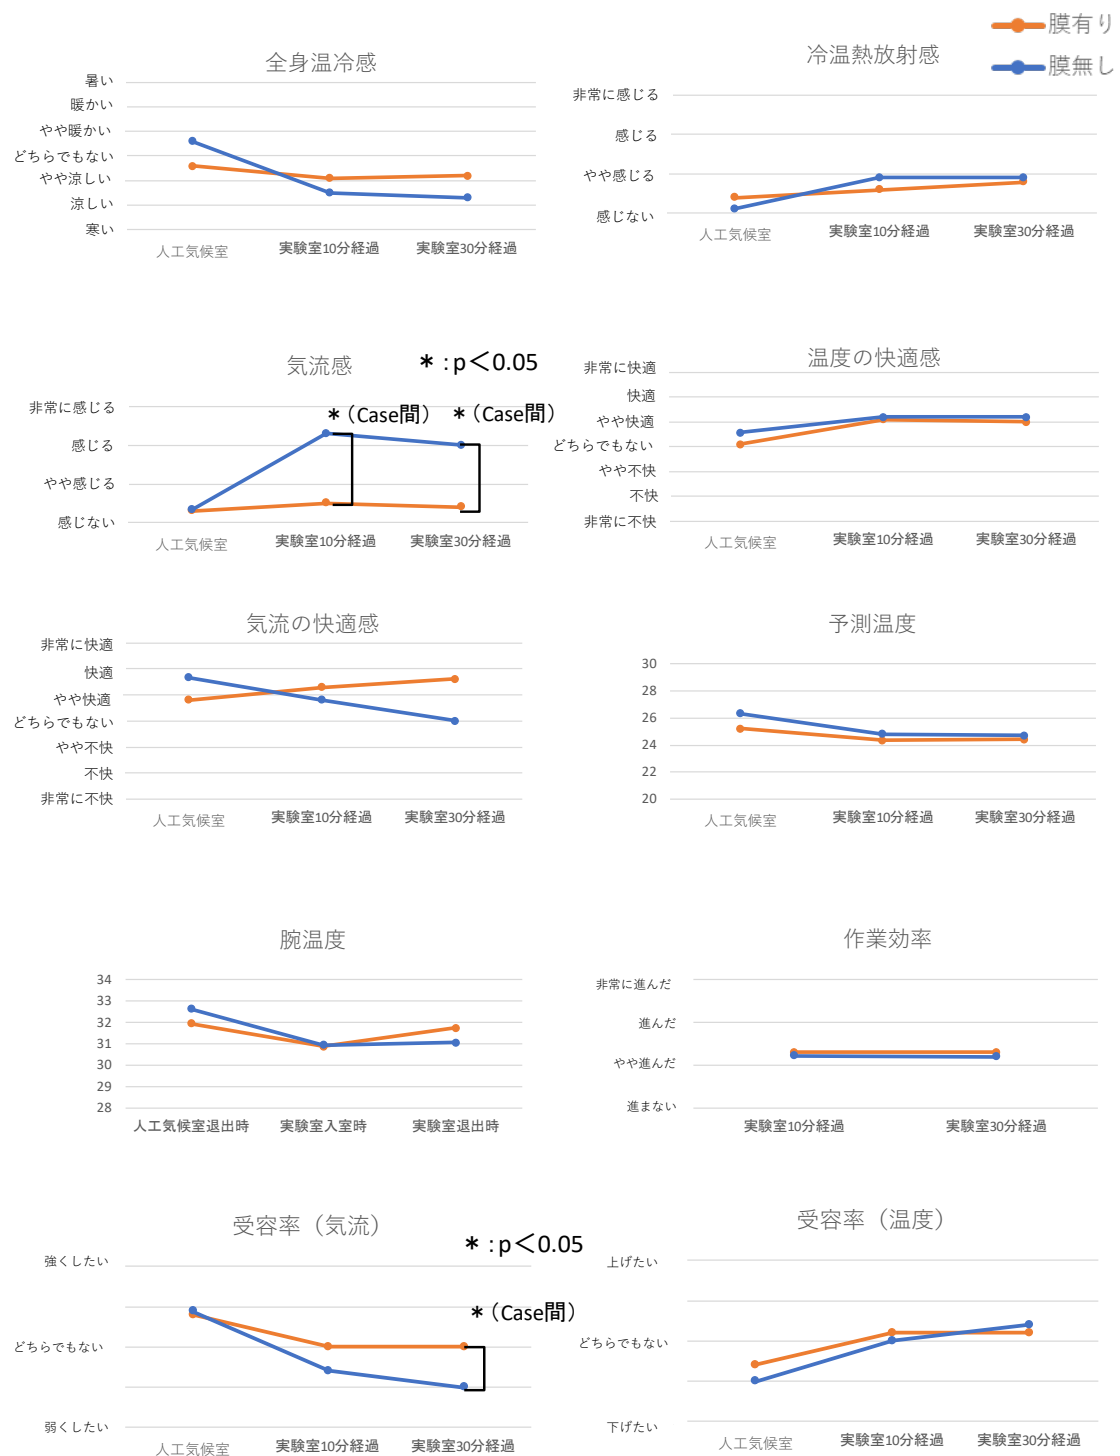 膜有り
膜無し
全身温冷感
暑い
暖かい
やや暖かい
どちらでもない
やや涼しい
涼しい
寒い
人工気候室
実験室10分経過
実験室30分経過
冷温熱放射感
非常に感じる
感じる
やや感じる
感じない
人工気候室
実験室10分経過
実験室30分経過
気流感
＊:p＜0.05
非常に感じる
感じる
やや感じる
感じない
＊（Case間）
＊（Case間）
人工気候室
実験室10分経過
実験室30分経過
温度の快適感
非常に快適
快適
やや快適
どちらでもない
やや不快
不快
非常に不快
人工気候室
実験室10分経過
実験室30分経過
気流の快適感
非常に快適
快適
やや快適
どちらでもない
やや不快
不快
非常に不快
人工気候室
実験室10分経過
実験室30分経過
予測温度
30
28
26
24
22
20
人工気候室
実験室10分経過
実験室30分経過
腕温度
34
33
32
31
30
29
28
人工気候室退出時
実験室入室時
実験室退出時
作業効率
非常に進んだ
進んだ
やや進んだ
進まない
実験室10分経過
実験室30分経過
受容率（気流）
＊:p＜0.05
強くしたい
どちらでもない
弱くしたい
＊（Case間）
人工気候室
実験室10分経過
実験室30分経過
受容率（温度）
上げたい
どちらでもない
下げたい
人工気候室
実験室10分経過
実験室30分経過